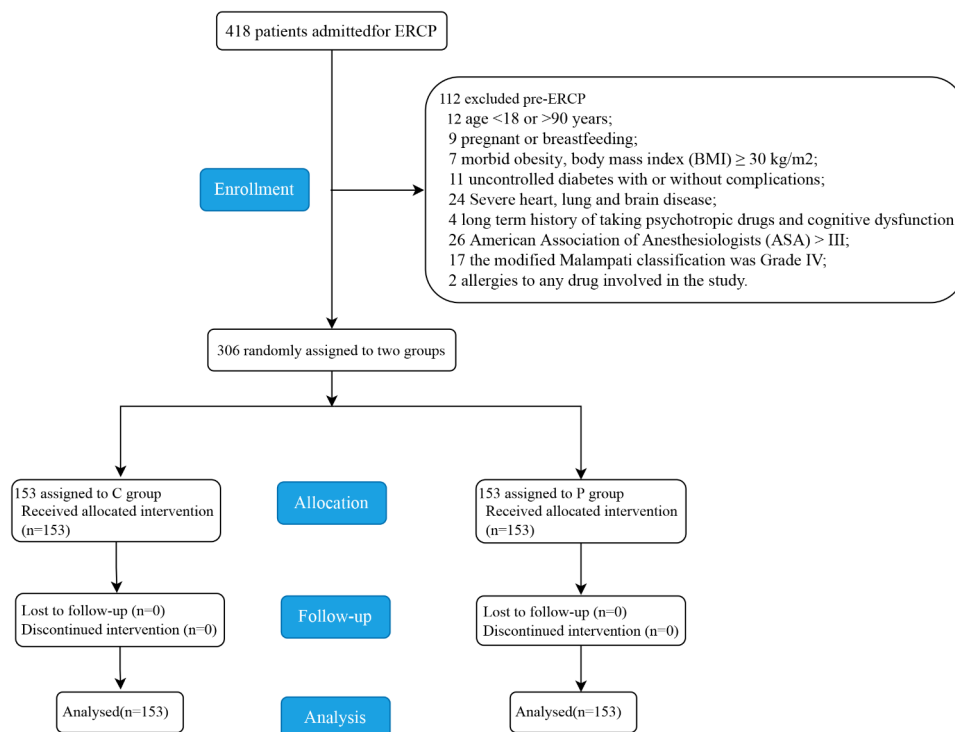 418 patients admittedfor ERCP
112 excluded pre-ERCP
12 age <18 or >90 years;
9 pregnant or breastfeeding;
7 morbid obesity, body mass index (BMI) ≥ 30 kg/m2;
11 uncontrolled diabetes with or without complications;
24 Severe heart, lung and brain disease;
4 long term history of taking psychotropic drugs and cognitive dysfunction
26 American Association of Anesthesiologists (ASA) > III;
17 the modified Malampati classification was Grade IV;
2 allergies to any drug involved in the study.
Enrollment
306 randomly assigned to two groups
153 assigned to C group
Received allocated intervention
(n=153)
Allocation
153 assigned to P group
Received allocated intervention
(n=153)
Lost to follow-up (n=0)
Discontinued intervention (n=0)
Follow-up
Lost to follow-up (n=0)
Discontinued intervention (n=0)
Analysed(n=153)
Analysis
Analysed(n=153)